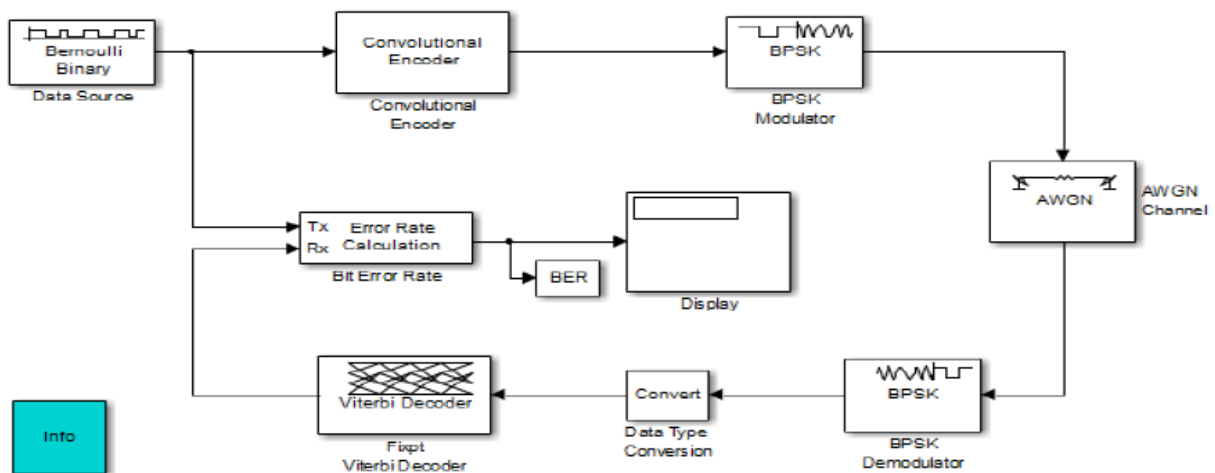 Bernoulli
Binary
Data Source
Convolutional
Encoder
Convolutional
Encoder
BPSK
BPSK
Modulator
AWGN
AWGN
Channel
Tx
Rx
Error Rate
Calculation
Bit Error Rate
BER
Display
Viterbi Decoder
Fixpt
Viterbi Decoder
Convert
Data Type
Conversion
BPSK
BPSK
Demodulator
Info